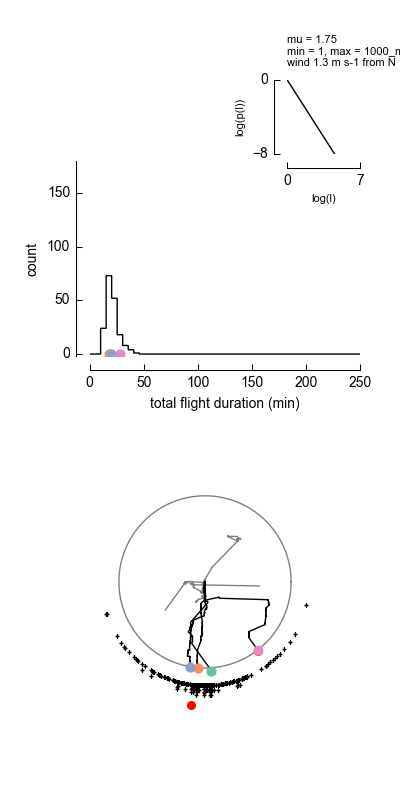 mu = 1.75
min = 1, max = 1000_m
wind 1.3 m s-1 from N
0
log(p(l))
−8
0 7
log(l)
150
100
count
50
0
0 50 100 150 200 250
total flight duration (min)